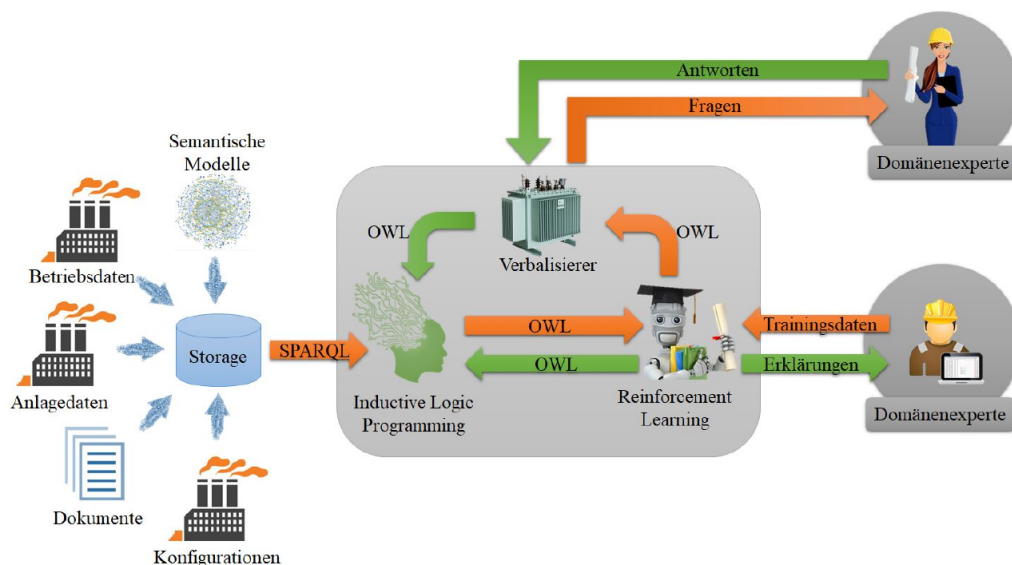 Antworten
Fragen
Domänenexperte
Semantische
Modelle
Betriebsdaten
Anlagedaten
Dokumente
Konfigurationen
Storage
SPARQL
OWL
Verbalisierer
OWL
OWL
OWL
Inductive Logic
Programming
Reinforcement
Learning
Trainingsdaten
Erklärungen
Domänenexperte